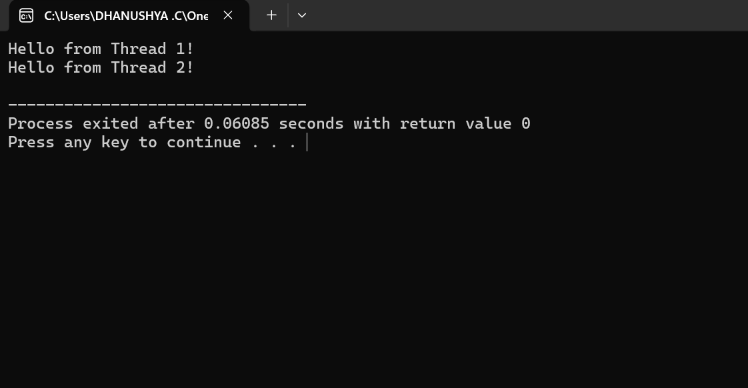 C:\Users\DHANUSHYA .C\One
Hello from Thread 1!
Hello from Thread 2!
--------------------------------
Process exited after 0.06085 seconds with return value 0
Press any key to continue . . .